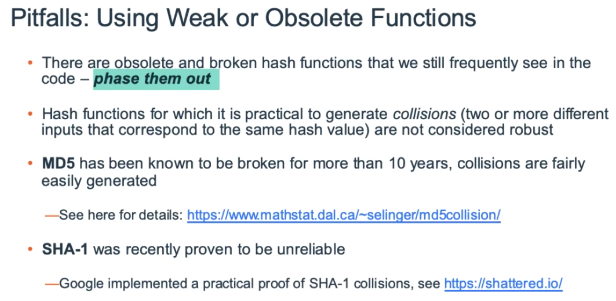 Pitfalls: Using Weak or Obsolete Functions
• There are obsolete and broken hash functions that we still frequently see in the
code – phase them out
• Hash functions for which it is practical to generate collisions (two or more different
inputs that correspond to the same hash value) are not considered robust
• MD5 has been known to be broken for more than 10 years, collisions are fairly
easily generated
—See here for details: https://www.mathstat.dal.ca/~selinger/md5collision/
• SHA-1 was recently proven to be unreliable
—Google implemented a practical proof of SHA-1 collisions, see https://shattered.io/